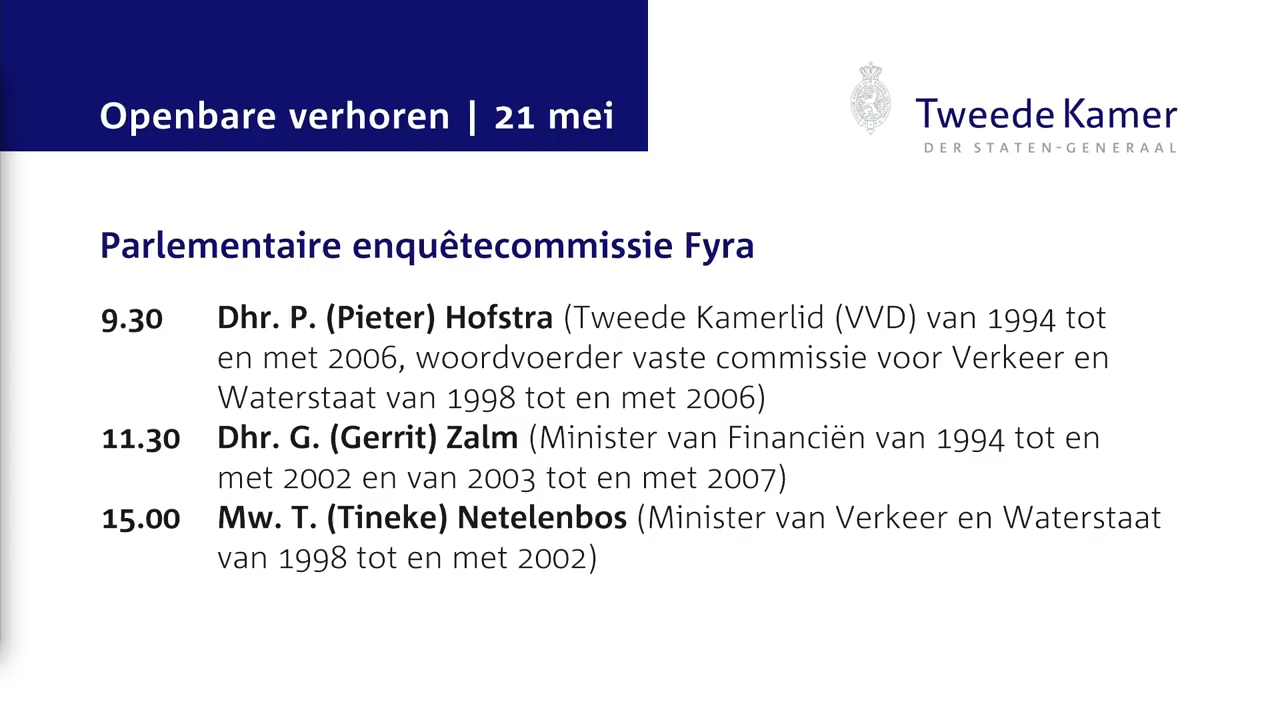 Openbare verhoren | 21 mei
Tweede Kamer
DER STATEN-GENERAAL
Parlementaire enquêtecommissie Fyra
9.30 Dhr. P. (Pieter) Hofstra (Tweede Kamerlid (VVD) van 1994 tot
en met 2006, woordvoerder vaste commissie voor Verkeer en
Waterstaat van 1998 tot en met 2006)
11.30 Dhr. G. (Gerrit) Zalm (Minister van Financiën van 1994 tot en
met 2002 en van 2003 tot en met 2007)
15.00 Mw. T. (Tineke) Netelenbos (Minister van Verkeer en Waterstaat
van 1998 tot en met 2002)